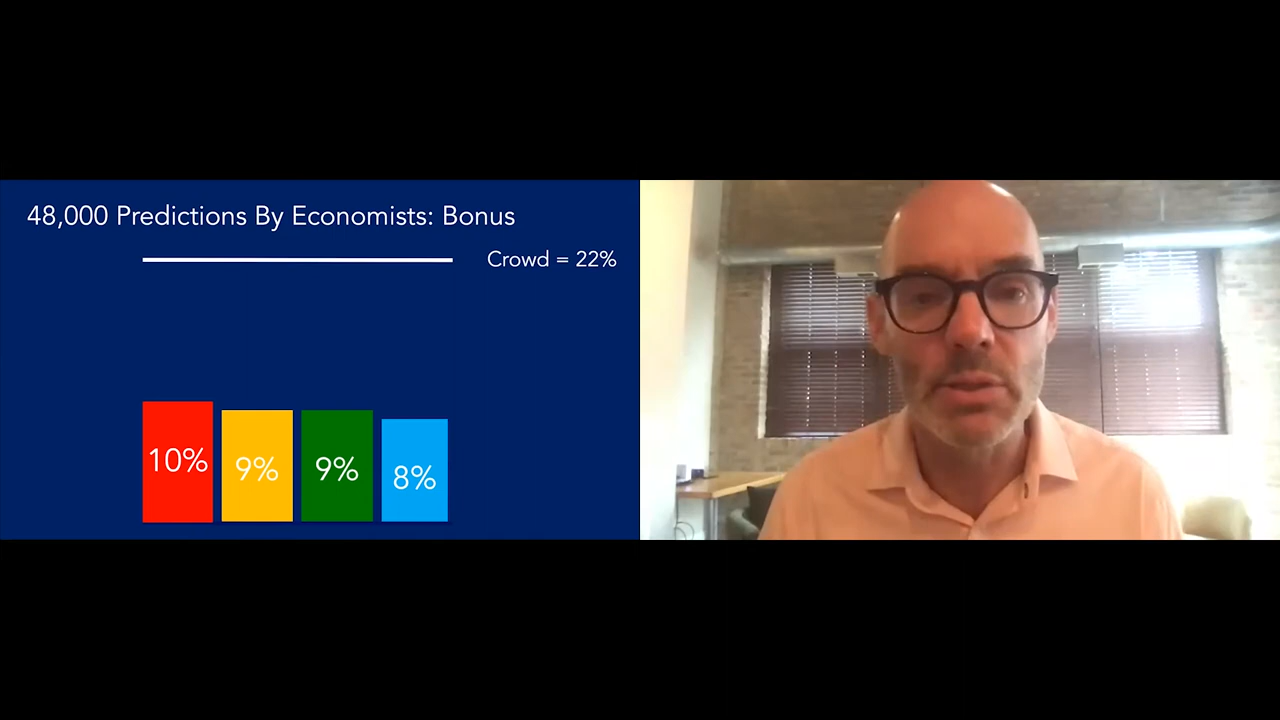 48,000 Predictions By Economists: Bonus
Crowd = 22%
10%
9%
9%
8%